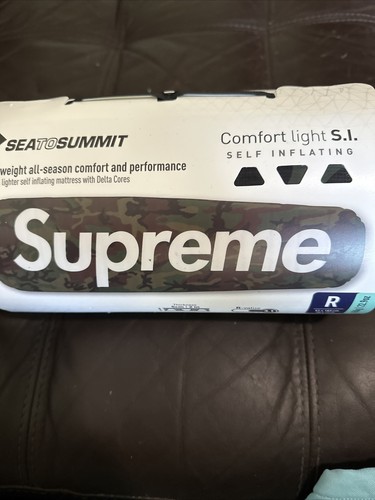 SEATOSUMMIT
Comfort light S.I.
SELF INFLATING
weight all-season comfort and performance
lighter self inflating mattress with Delta Cores
Supreme
R